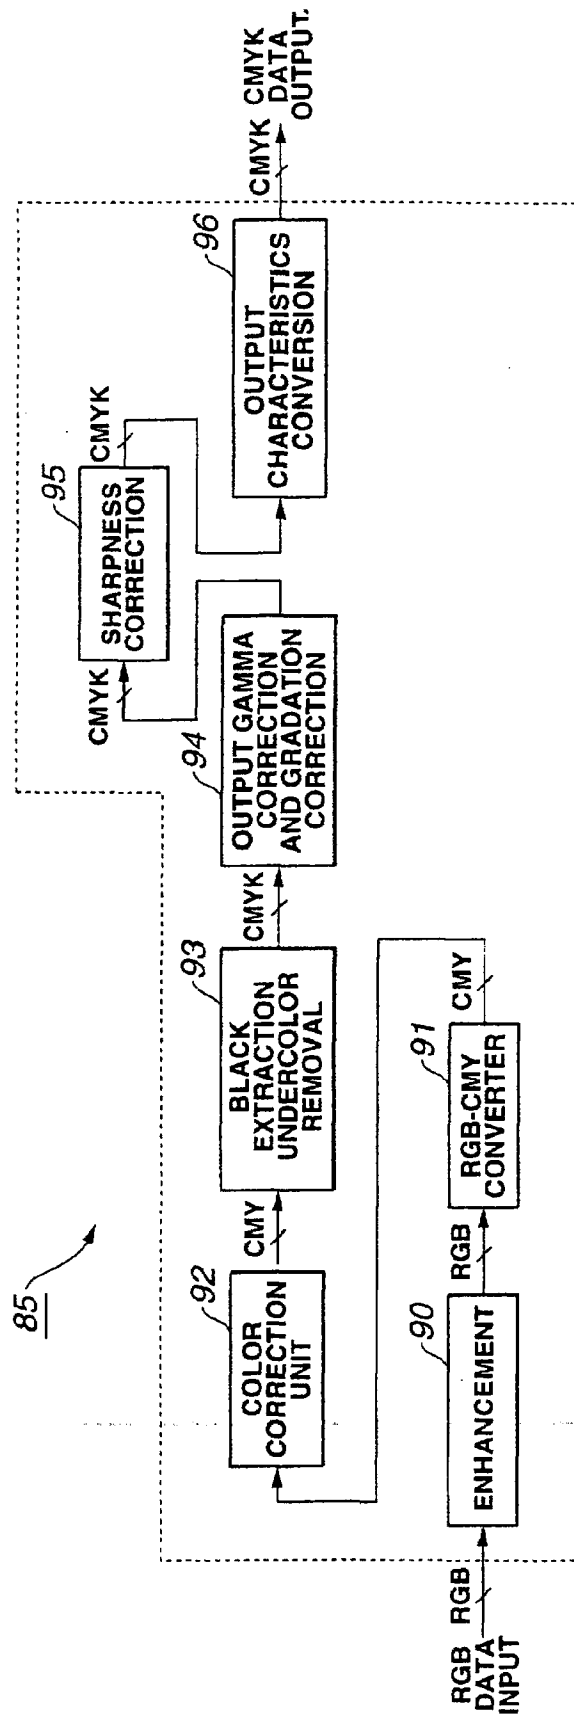 85
RGB
DATA
INPUT
RGB
90
ENHANCEMENT
RGB
91
RGB-CMY
CONVERTER
CMY
92
COLOR
CORRECTION
UNIT
CMY
93
BLACK
EXTRACTION
UNDERCOLOR
REMOVAL
CMYK
94
OUTPUT GAMMA
CORRECTION
AND GRADATION
CORRECTION
CMYK
95
SHARPNESS
CORRECTION
CMYK
96
OUTPUT
CHARACTERISTICS
CONVERSION
CMYK
CMYK
DATA
OUTPUT.